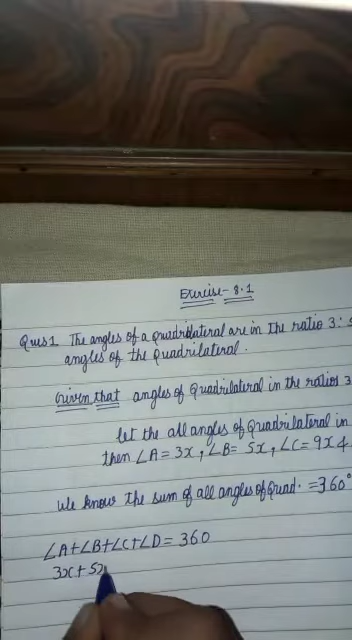 Exercise- 8.1
Ques 1 The angles of a quadrilateral are in the ratio 3:
angles of the quadrilateral.
Given that angles of Quadrilateral in the ratios 3
let the all angles of Quadrilateral in
then ∠A = 3x, ∠B = 5x, ∠C = 9x &
We know the sum of all angles of Quad. = 360°
∠A+∠B+∠C+∠D = 360
3x + 5x